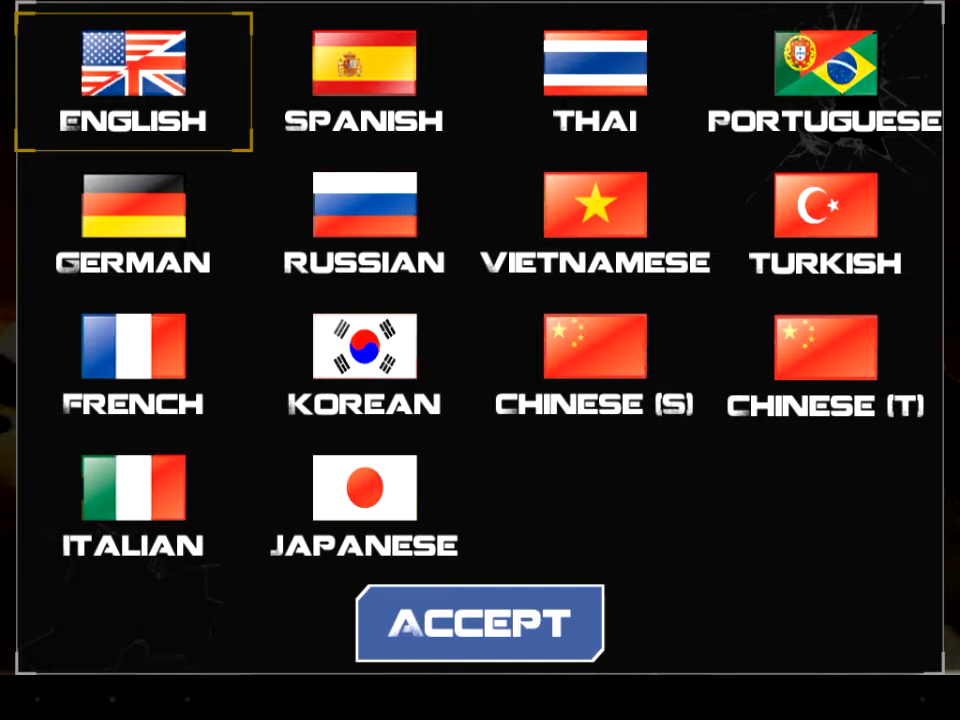 ENGLISH SPANISH THAI PORTUGUESE
GERMAN RUSSIAN VIETNAMESE TURKISH
FRENCH KOREAN CHINESE (S) CHINESE (T)
ITALIAN JAPANESE
ACCEPT